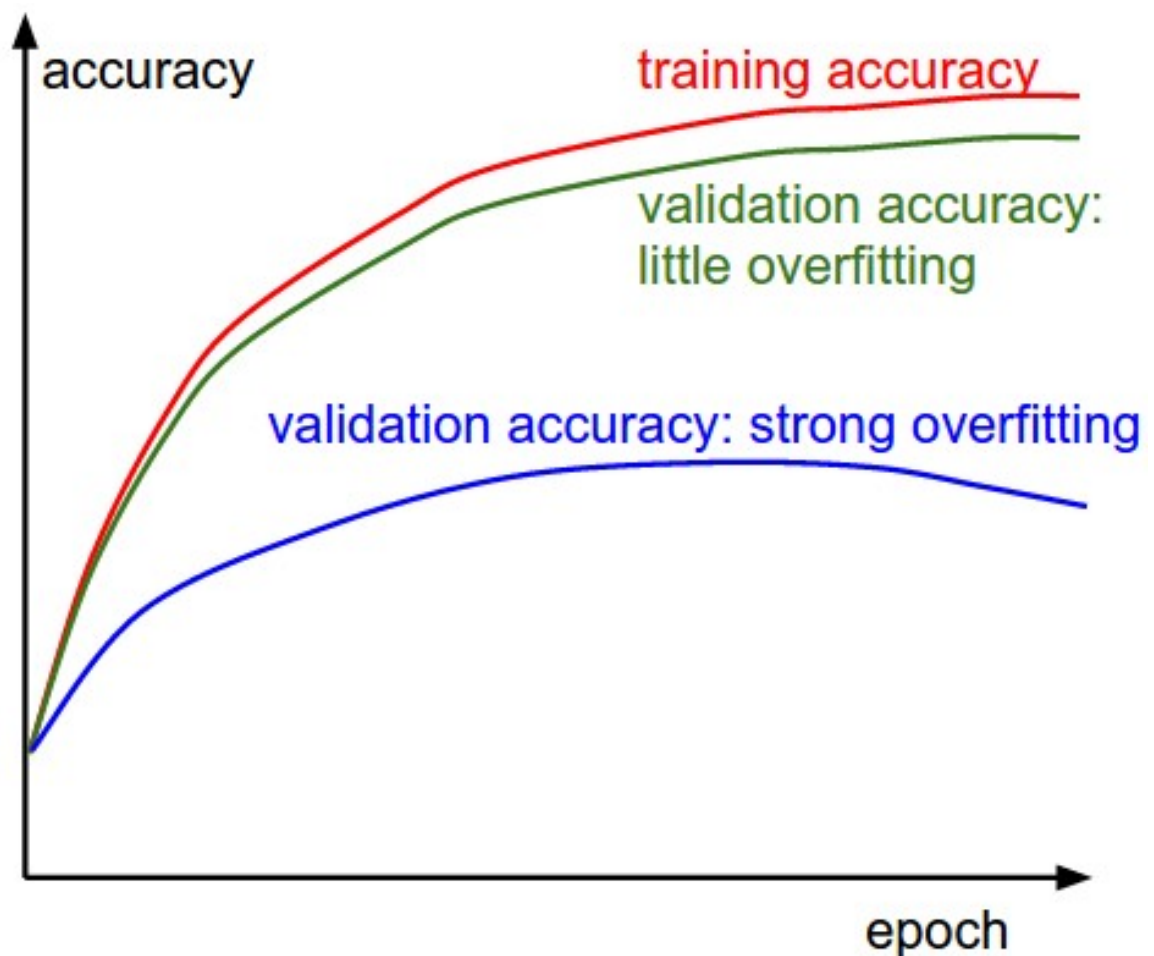 accuracy
training accuracy
validation accuracy:
little overfitting
validation accuracy: strong overfitting
epoch